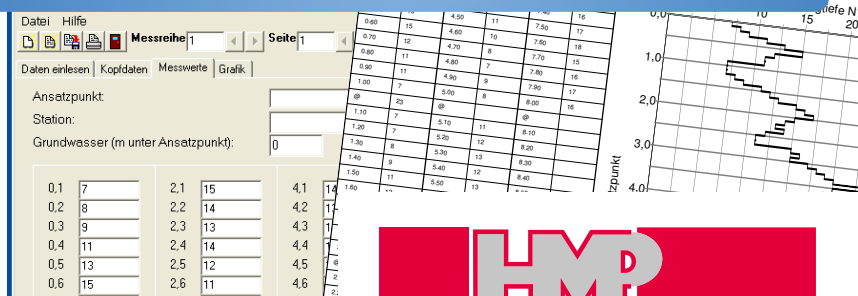 Datei Hilfe
Messreihe 1 Seite 1
Daten einlesen Kopfdaten Messwerte Grafik
Ansatzpunkt:
Station:
Grundwasser (m unter Ansatzpunkt): 0
0,1 7 2,1 15 4,1
0,2 8 2,2 14 4,2
0,3 9 2,3 13 4,3
0,4 11 2,4 14 4,4
0,5 13 2,5 12 4,5
0,6 15 2,6 11 4,6
4.50 11 7.40 16
0.60 15 4.60 10 7.50 17
0.70 12 4.70 8 7.60 18
0.80 11 4.80 7 7.70 15
0.90 11 4.90 9 7.80 16
1.00 7 5.00 8 7.90 17
@ 23 @ 8.00 16
1.10 7 5.10 11 @
1.20 7 5.20 12 8.10
1.30 8 5.30 13 8.20
1.40 9 5.40 12 8.30
1.50 11 5.50 13 8.40
1.60
0,0 10 15 20
1,0
2,0
3,0
4,0
HMP